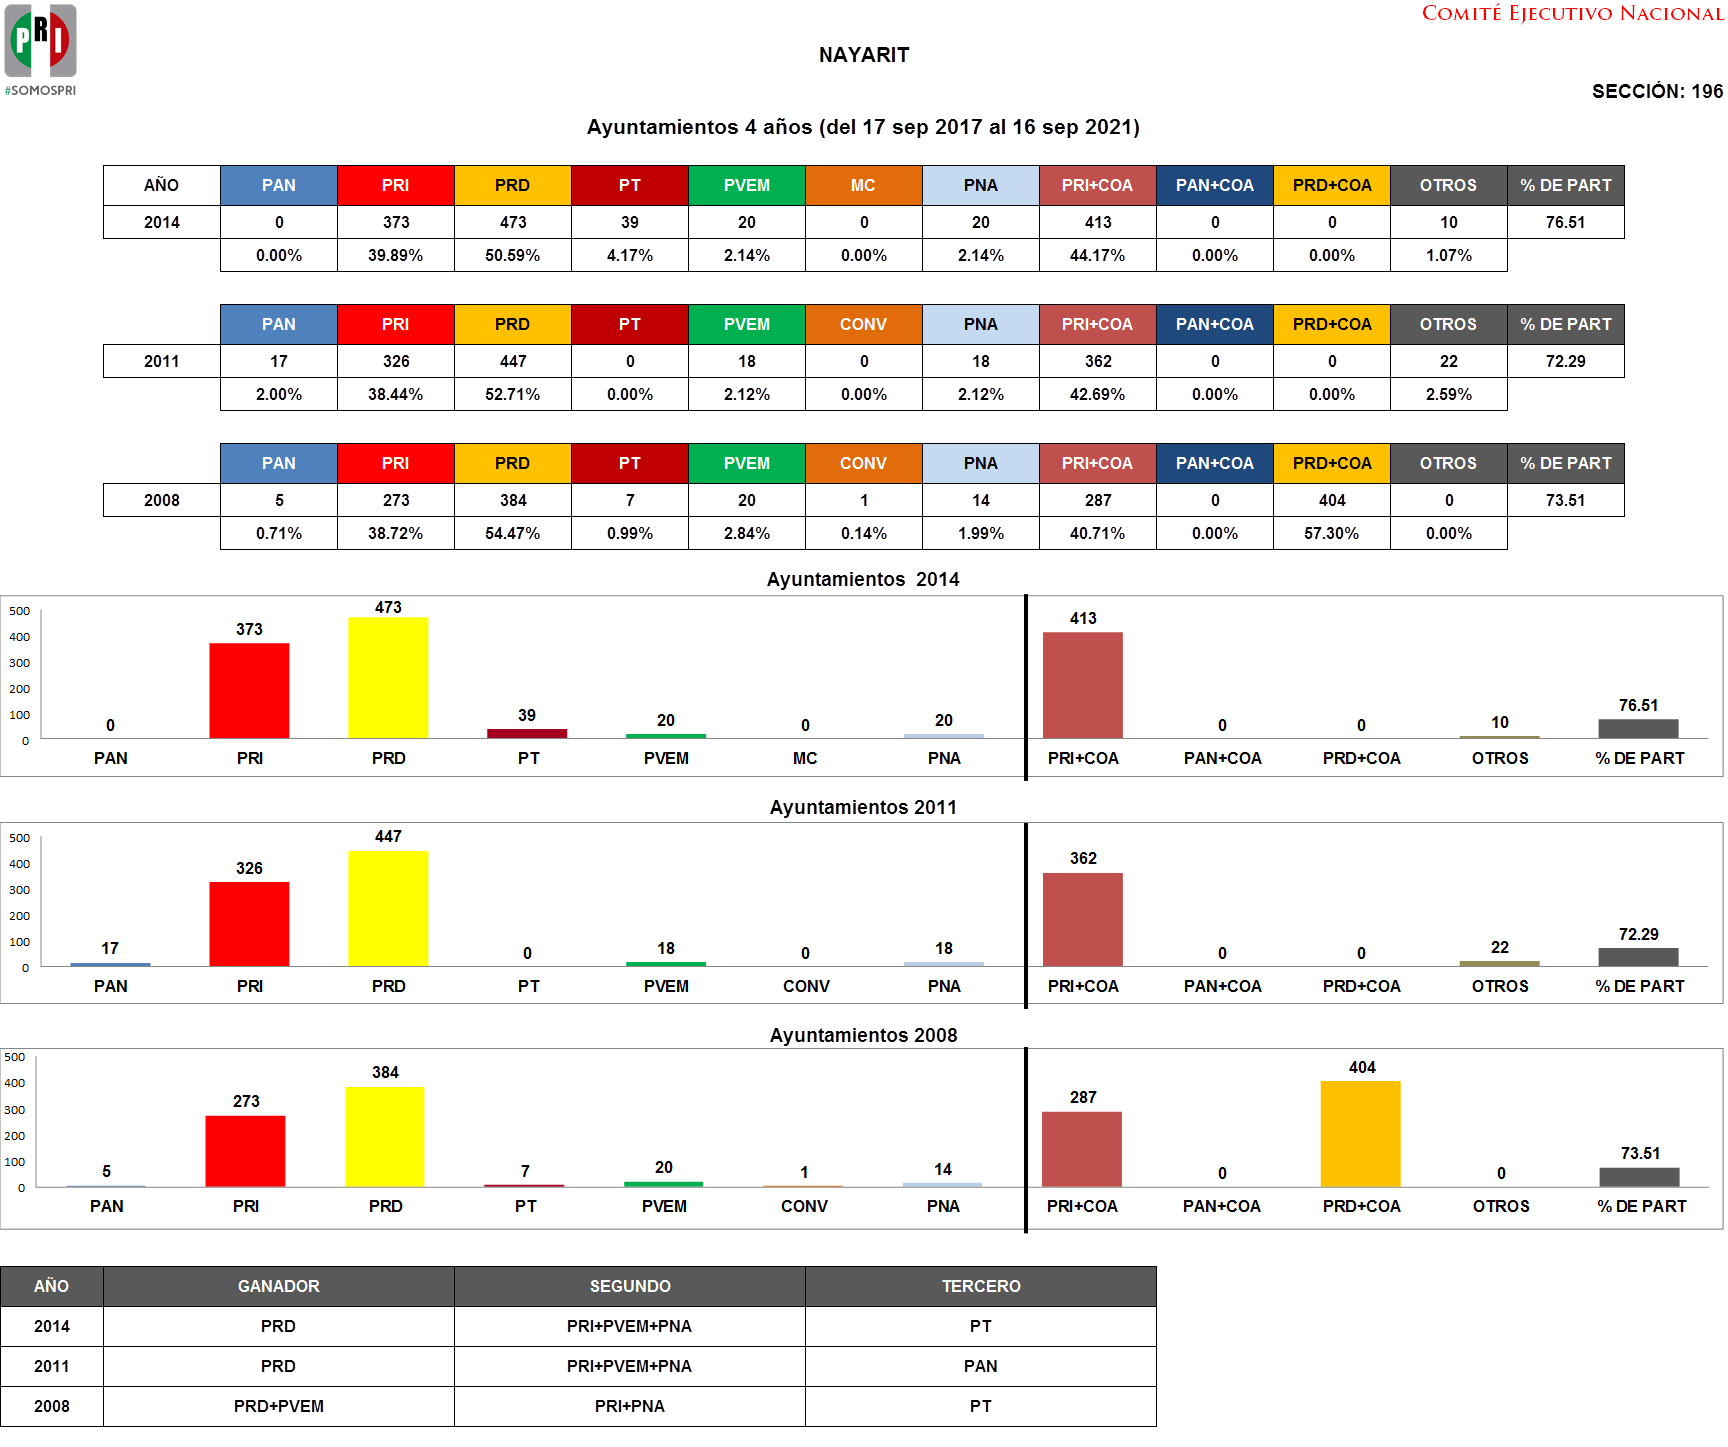 PRI
#SOMOSPRI
COMITÉ EJECUTIVO NACIONAL
NAYARIT
SECCIÓN: 196
Ayuntamientos 4 años (del 17 sep 2017 al 16 sep 2021)
AÑO PAN PRI PRD PT PVEM MC PNA PRI+COA PAN+COA PRD+COA OTROS % DE PART
2014 0 373 473 39 20 0 20 413 0 0 10 76.51
0.00% 39.89% 50.59% 4.17% 2.14% 0.00% 2.14% 44.17% 0.00% 0.00% 1.07%
PAN PRI PRD PT PVEM CONV PNA PRI+COA PAN+COA PRD+COA OTROS % DE PART
2011 17 326 447 0 18 0 18 362 0 0 22 72.29
2.00% 38.44% 52.71% 0.00% 2.12% 0.00% 2.12% 42.69% 0.00% 0.00% 2.59%
PAN PRI PRD PT PVEM CONV PNA PRI+COA PAN+COA PRD+COA OTROS % DE PART
2008 5 273 384 7 20 1 14 287 0 404 0 73.51
0.71% 38.72% 54.47% 0.99% 2.84% 0.14% 1.99% 40.71% 0.00% 57.30% 0.00%
Ayuntamientos 2014
500
400
300
200
100
0
0 373 473 39 20 0 20 413 0 0 10 76.51
PAN PRI PRD PT PVEM MC PNA PRI+COA PAN+COA PRD+COA OTROS % DE PART
Ayuntamientos 2011
500
400
300
200
100
0
17 326 447 0 18 0 18 362 0 0 22 72.29
PAN PRI PRD PT PVEM CONV PNA PRI+COA PAN+COA PRD+COA OTROS % DE PART
Ayuntamientos 2008
500
400
300
200
100
0
5 273 384 7 20 1 14 287 0 404 0 73.51
PAN PRI PRD PT PVEM CONV PNA PRI+COA PAN+COA PRD+COA OTROS % DE PART
AÑO GANADOR SEGUNDO TERCERO
2014 PRD PRI+PVEM+PNA PT
2011 PRD PRI+PVEM+PNA PAN
2008 PRD+PVEM PRI+PNA PT